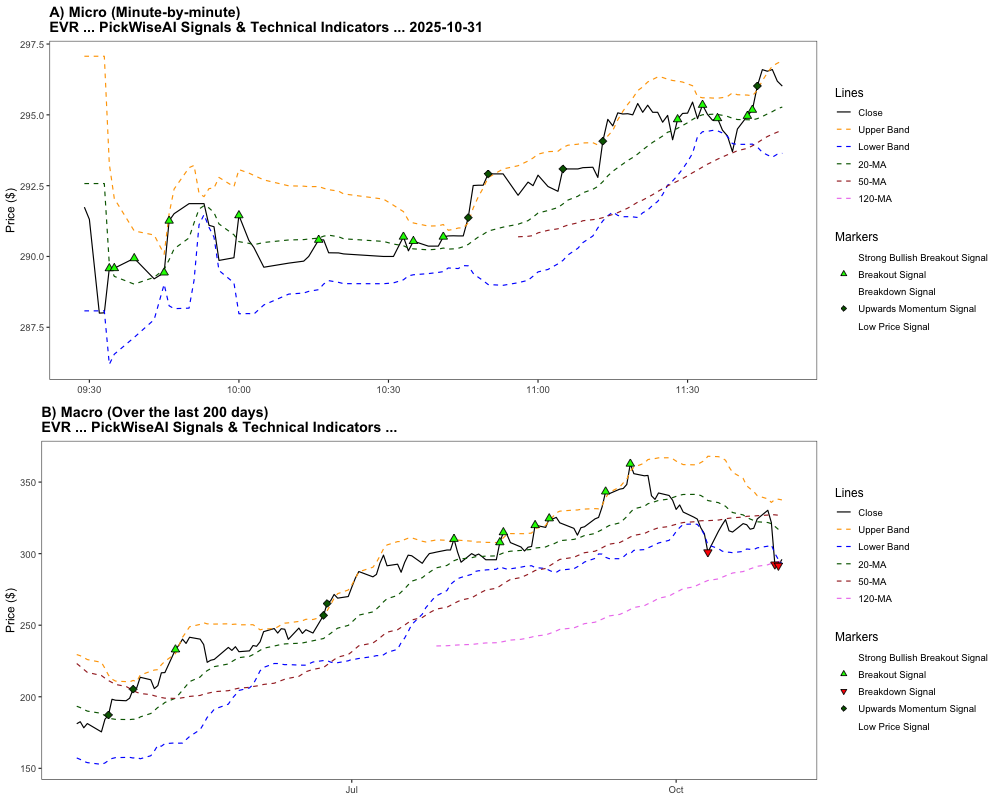 A) Micro (Minute-by-minute)
EVR ... PickWiseAI Signals & Technical Indicators ... 2025-10-31
297.5
295.0
292.5
290.0
287.5
Price ($)
09:30
10:00
10:30
11:00
11:30
Lines
Close
Upper Band
Lower Band
20-MA
50-MA
120-MA
Markers
Strong Bullish Breakout Signal
Breakout Signal
Breakdown Signal
Upwards Momentum Signal
Low Price Signal
B) Macro (Over the last 200 days)
EVR ... PickWiseAI Signals & Technical Indicators ...
350
300
250
200
150
Price ($)
Jul
Oct
Lines
Close
Upper Band
Lower Band
20-MA
50-MA
120-MA
Markers
Strong Bullish Breakout Signal
Breakout Signal
Breakdown Signal
Upwards Momentum Signal
Low Price Signal